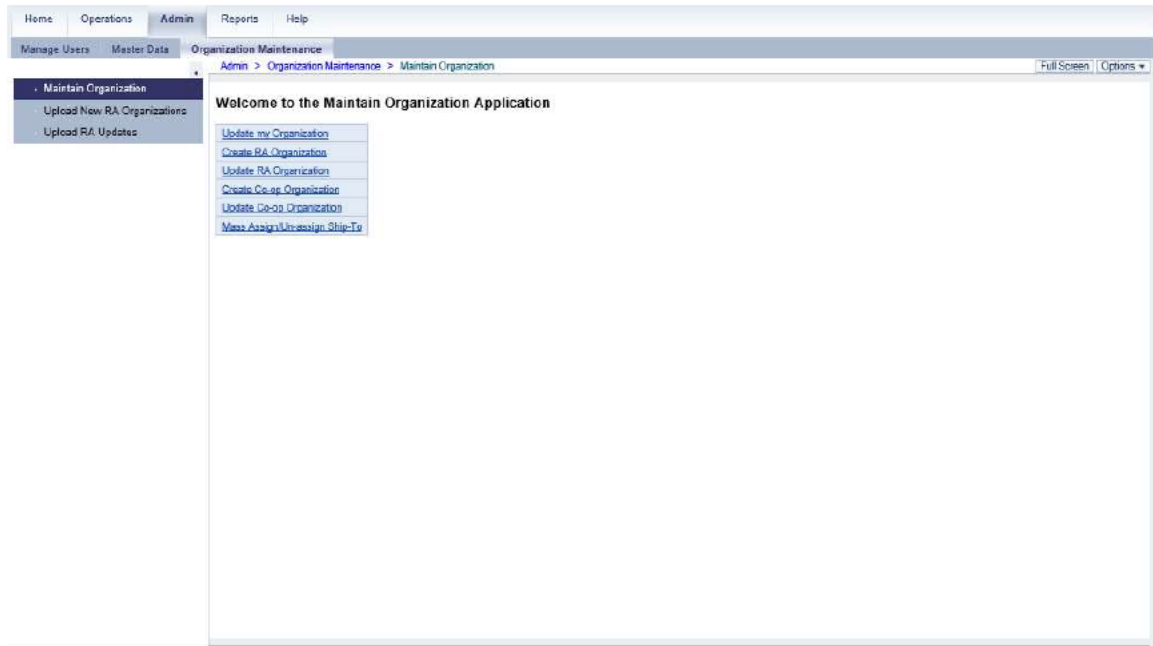 Home Operations Admin Reports Help
Manage Users Master Data Organization Maintenance
Admin > Organization Maintenance > Maintain Organization Full Screen Options
Maintain Organization
Upload New RA Organizations
Upload RA Updates
Welcome to the Maintain Organization Application
Update my Organization
Create RA Organization
Update RA Organization
Create Co-op Organization
Update Co-op Organization
Mass Assign/Un-assign Ship-To